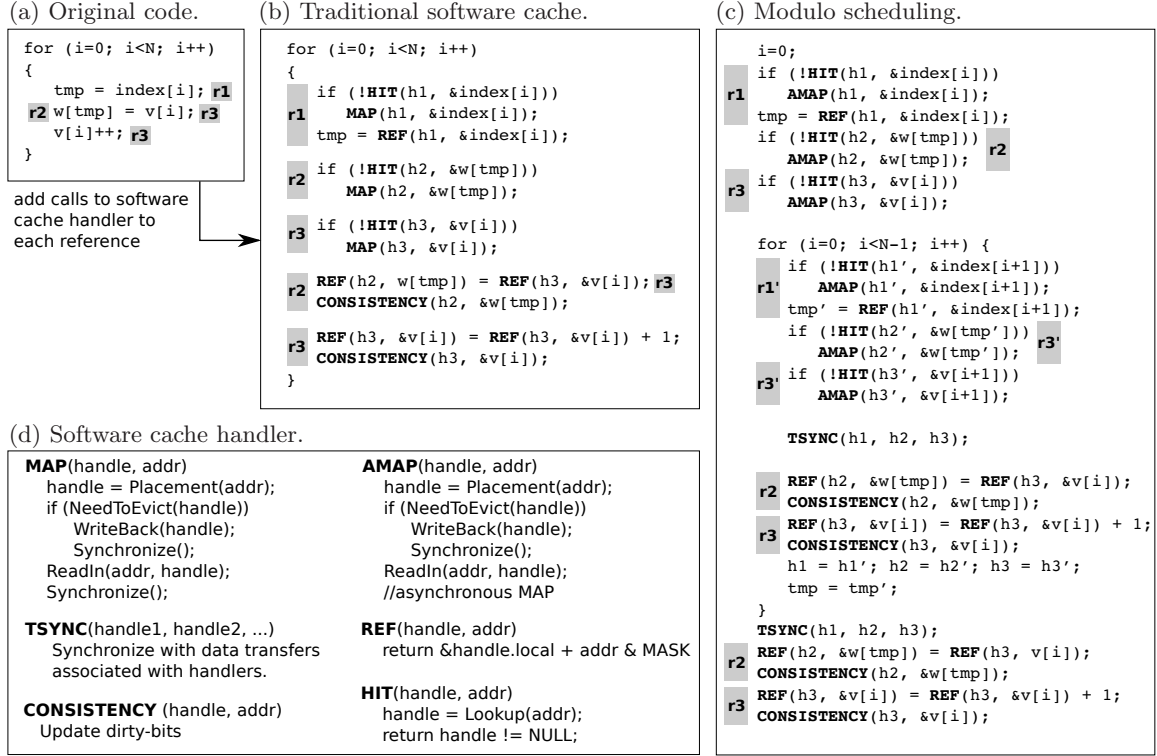 (a) Original code.
for (i=0; i<N; i++)
{
tmp = index[i]; r1
r2 w[tmp] = v[i]; r3
v[i]++; r3
}
add calls to software
cache handler to
each reference
(b) Traditional software cache.
for (i=0; i<N; i++)
{
if (!HIT(h1, &index[i]))
r1 MAP(h1, &index[i]);
tmp = REF(h1, &index[i]);
r2 if (!HIT(h2, &w[tmp]))
MAP(h2, &w[tmp]);
r3 if (!HIT(h3, &v[i]))
MAP(h3, &v[i]);
r2 REF(h2, w[tmp]) = REF(h3, &v[i]); r3
CONSISTENCY(h2, &w[tmp]);
r3 REF(h3, &v[i]) = REF(h3, &v[i]) + 1;
CONSISTENCY(h3, &v[i]);
}
(c) Modulo scheduling.
i=0;
if (!HIT(h1, &index[i]))
r1 AMAP(h1, &index[i]);
tmp = REF(h1, &index[i]);
if (!HIT(h2, &w[tmp])) r2
AMAP(h2, &w[tmp]);
r3 if (!HIT(h3, &v[i]))
AMAP(h3, &v[i]);
for (i=0; i<N-1; i++) {
if (!HIT(h1′, &index[i+1]))
r1' AMAP(h1′, &index[i+1]);
tmp′ = REF(h1′, &index[i+1]);
if (!HIT(h2′, &w[tmp′])) r3'
AMAP(h2′, &w[tmp′]);
r3' if (!HIT(h3′, &v[i+1]))
AMAP(h3′, &v[i+1]);
TSYNC(h1, h2, h3);
r2 REF(h2, &w[tmp]) = REF(h3, &v[i]);
CONSISTENCY(h2, &w[tmp]);
r3 REF(h3, &v[i]) = REF(h3, &v[i]) + 1;
CONSISTENCY(h3, &v[i]);
h1 = h1′; h2 = h2′; h3 = h3′;
tmp = tmp′;
}
TSYNC(h1, h2, h3);
r2 REF(h2, &w[tmp]) = REF(h3, v[i]);
CONSISTENCY(h2, &w[tmp]);
r3 REF(h3, &v[i]) = REF(h3, &v[i]) + 1;
CONSISTENCY(h3, &v[i]);
(d) Software cache handler.
MAP(handle, addr)
handle = Placement(addr);
if (NeedToEvict(handle))
WriteBack(handle);
Synchronize();
ReadIn(addr, handle);
Synchronize();
TSYNC(handle1, handle2, ...)
Synchronize with data transfers
associated with handlers.
CONSISTENCY (handle, addr)
Update dirty-bits
AMAP(handle, addr)
handle = Placement(addr);
if (NeedToEvict(handle))
WriteBack(handle);
Synchronize();
ReadIn(addr, handle);
//asynchronous MAP
REF(handle, addr)
return &handle.local + addr & MASK
HIT(handle, addr)
handle = Lookup(addr);
return handle != NULL;